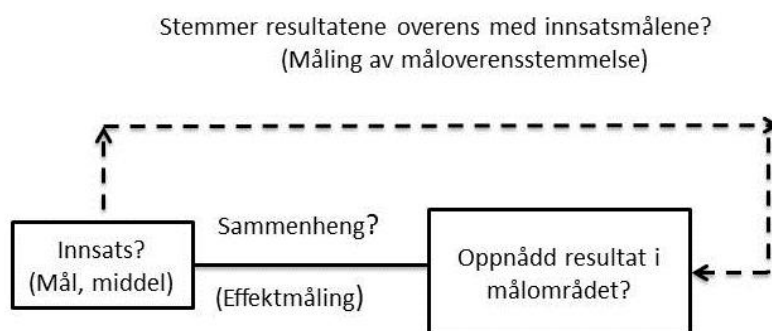 Stemmer resultatene overens med innsatsmålene?
(Måling av måloverensstemmelse)
Innsats?
(Mål, middel)
Sammenheng?
(Effektmåling)
Oppnådd resultat i
målområdet?